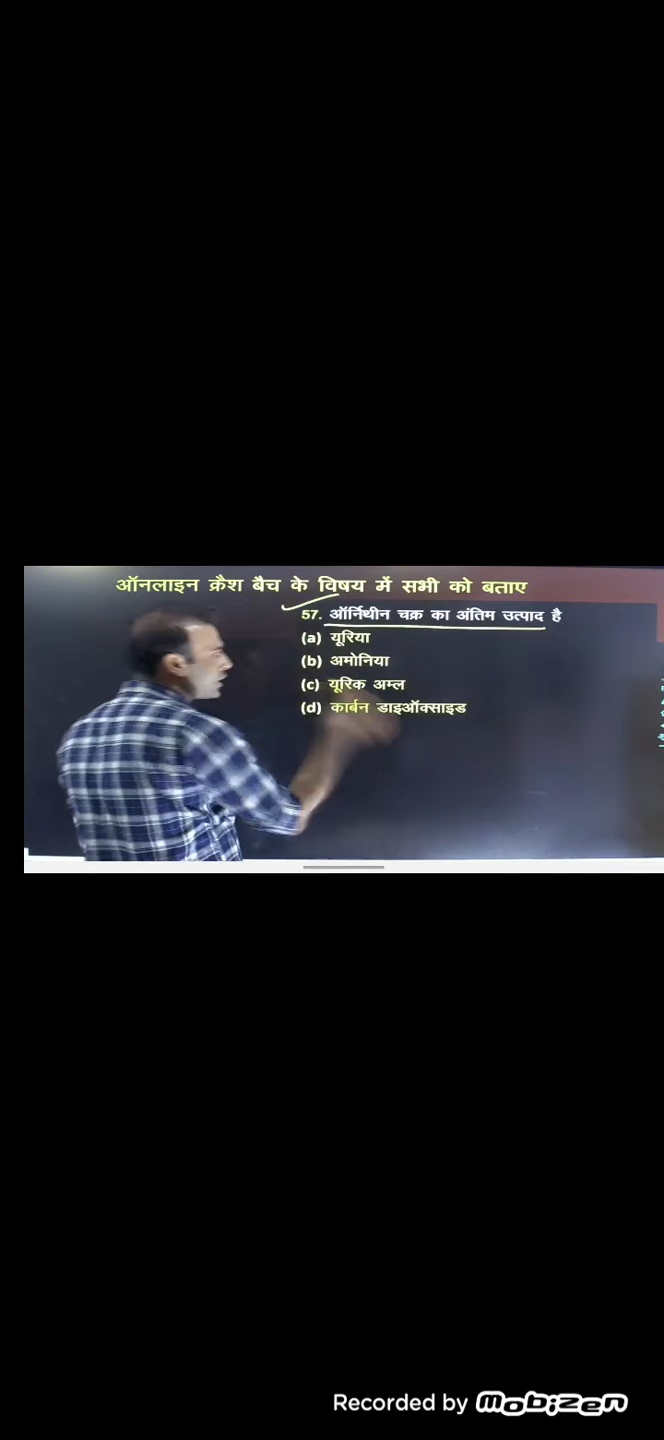 ऑनलाइन क्रैश बैच के विषय में सभी को बताए
57. ऑर्निथीन चक्र का अंतिम उत्पाद है
(a) यूरिया
(b) अमोनिया
(c) यूरिक अम्ल
(d) कार्बन डाइऑक्साइड
Recorded by mobizen